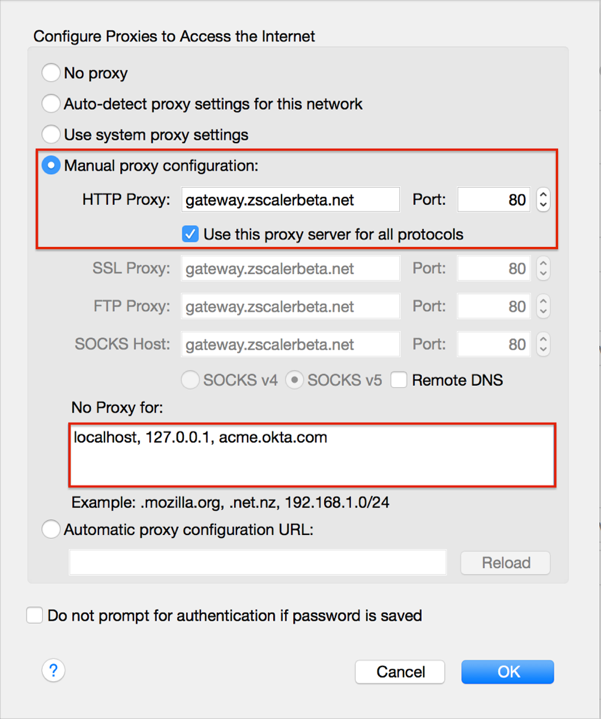 Configure Proxies to Access the Internet
No proxy
Auto-detect proxy settings for this network
Use system proxy settings
Manual proxy configuration:
HTTP Proxy: gateway.zscalerbeta.net Port: 80
Use this proxy server for all protocols
SSL Proxy: gateway.zscalerbeta.net Port: 80
FTP Proxy: gateway.zscalerbeta.net Port: 80
SOCKS Host: gateway.zscalerbeta.net Port: 80
SOCKS v4 SOCKS v5 Remote DNS
No Proxy for:
localhost, 127.0.0.1, acme.okta.com
Example: .mozilla.org, .net.nz, 192.168.1.0/24
Automatic proxy configuration URL:
Reload
Do not prompt for authentication if password is saved
? Cancel OK